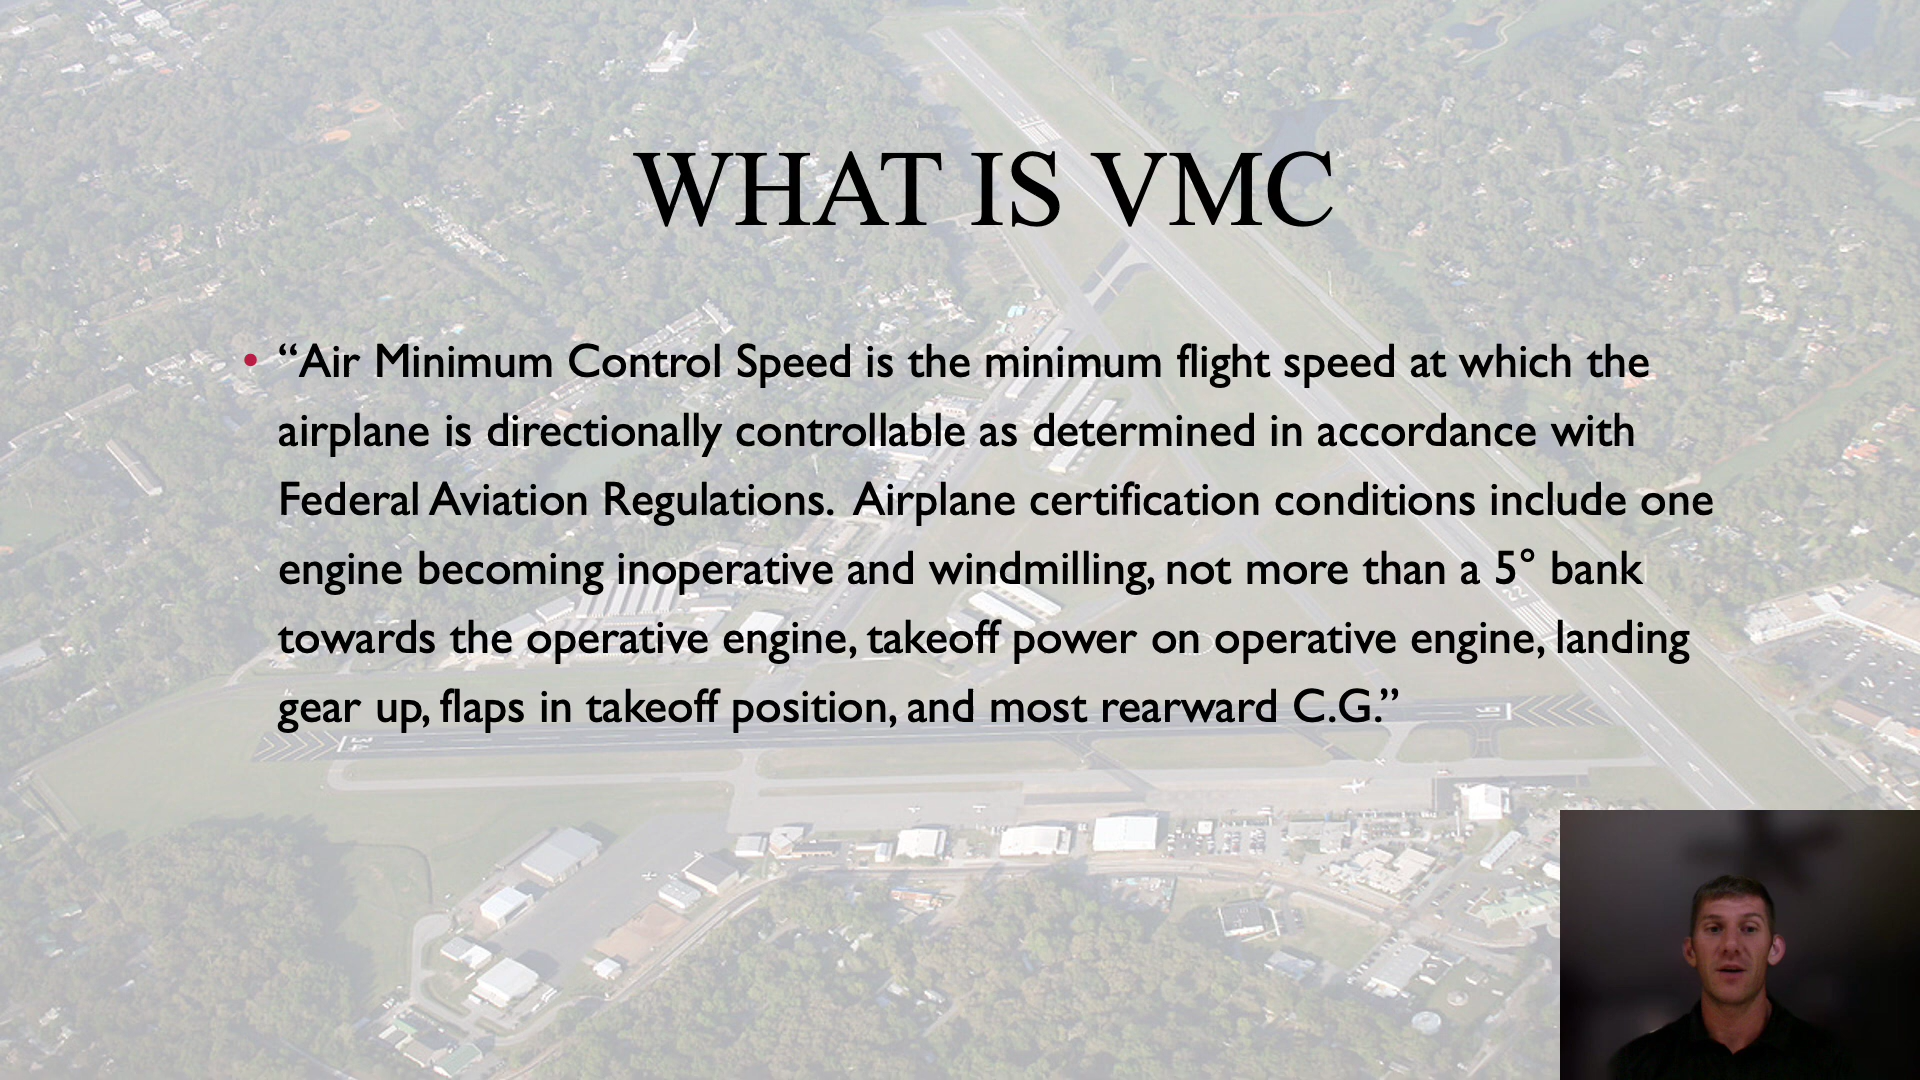 WHAT IS VMC
• “Air Minimum Control Speed is the minimum flight speed at which the
airplane is directionally controllable as determined in accordance with
Federal Aviation Regulations.  Airplane certification conditions include one
engine becoming inoperative and windmilling, not more than a 5° bank
towards the operative engine, takeoff power on operative engine, landing
gear up, flaps in takeoff position, and most rearward C.G.”
22
34
16